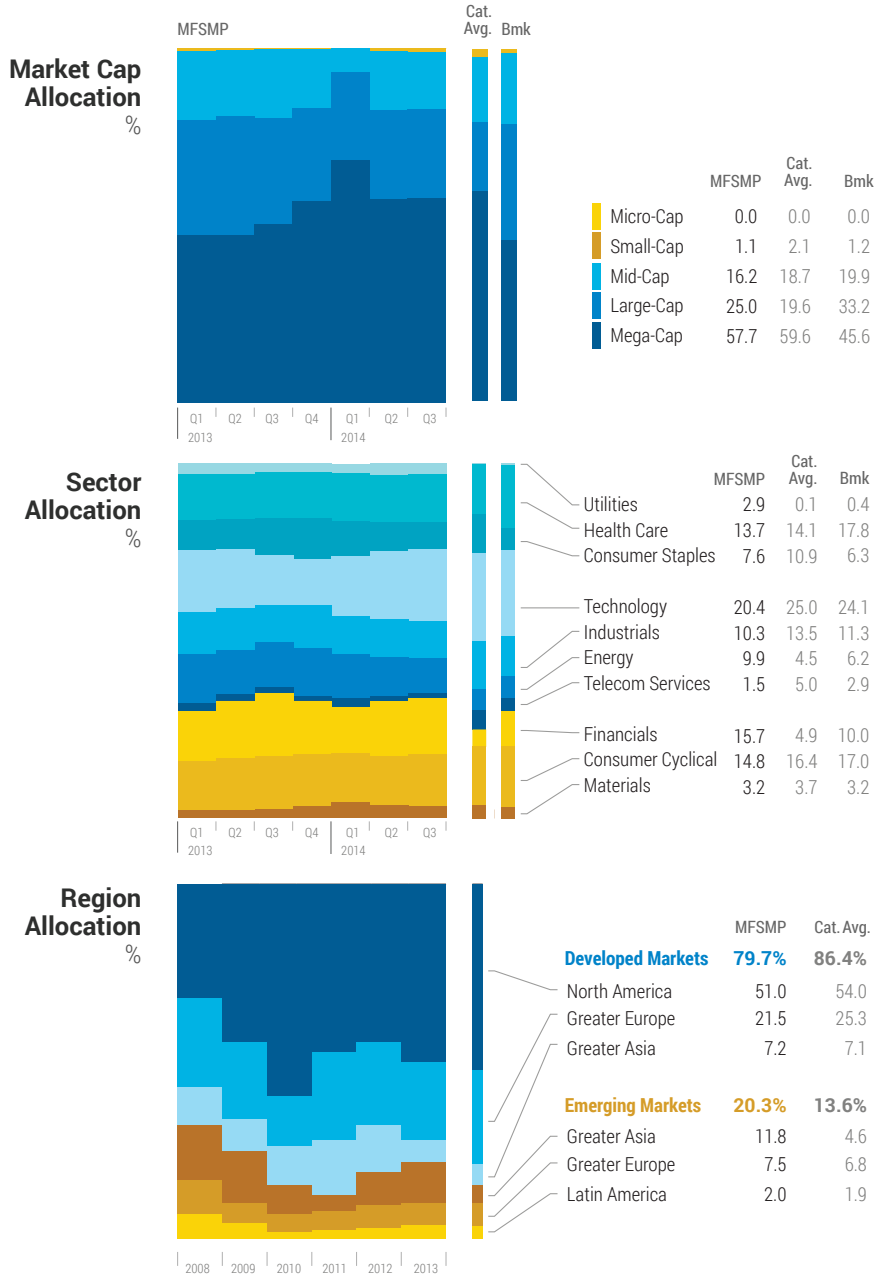 MFSMP
Cat.
Avg.
Bmk
Market Cap
Allocation
%
MFSMP
Cat.
Avg.
Bmk
Micro-Cap 0.0 0.0 0.0
Small-Cap 1.1 2.1 1.2
Mid-Cap 16.2 18.7 19.9
Large-Cap 25.0 19.6 33.2
Mega-Cap 57.7 59.6 45.6
Q1 Q2 Q3 Q4 Q1 Q2 Q3
2013 2014
Sector
Allocation
%
MFSMP
Cat.
Avg.
Bmk
Utilities 2.9 0.1 0.4
Health Care 13.7 14.1 17.8
Consumer Staples 7.6 10.9 6.3
Technology 20.4 25.0 24.1
Industrials 10.3 13.5 11.3
Energy 9.9 4.5 6.2
Telecom Services 1.5 5.0 2.9
Financials 15.7 4.9 10.0
Consumer Cyclical 14.8 16.4 17.0
Materials 3.2 3.7 3.2
Q1 Q2 Q3 Q4 Q1 Q2 Q3
2013 2014
Region
Allocation
%
MFSMP Cat. Avg.
Developed Markets 79.7% 86.4%
North America 51.0 54.0
Greater Europe 21.5 25.3
Greater Asia 7.2 7.1
Emerging Markets 20.3% 13.6%
Greater Asia 11.8 4.6
Greater Europe 7.5 6.8
Latin America 2.0 1.9
2008 2009 2010 2011 2012 2013